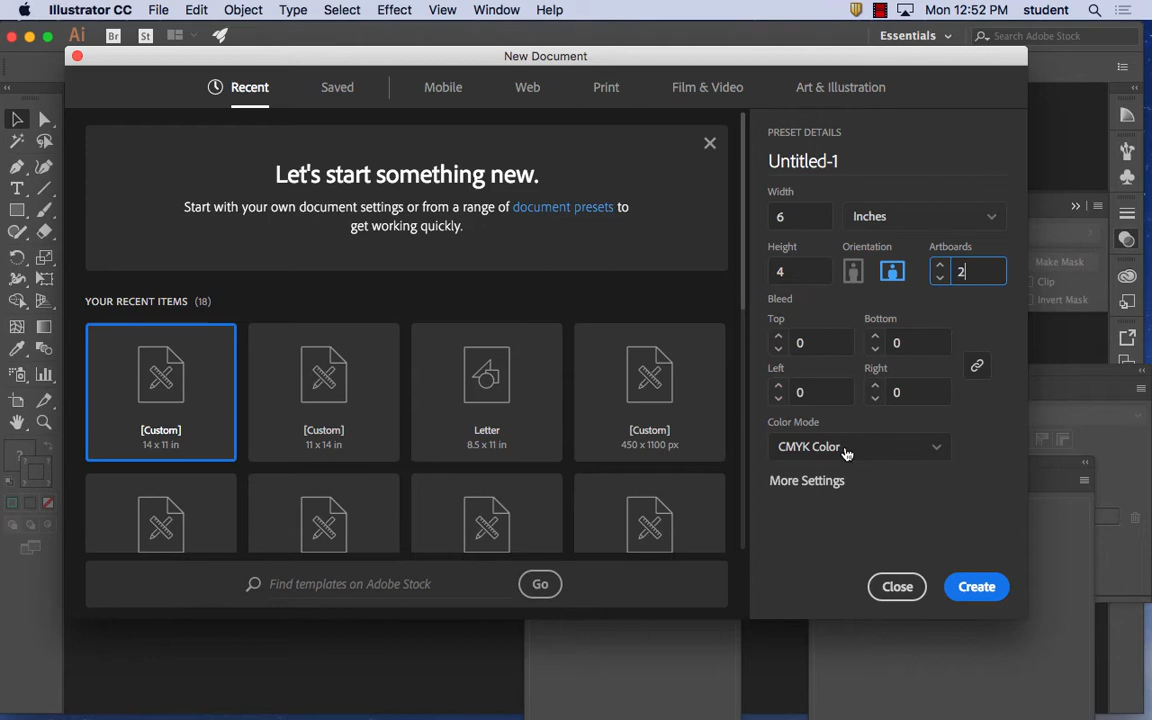 Illustrator CC File Edit Object Type Select Effect View Window Help Mon 12:52 PM student
Ai Br St Essentials Search Adobe Stock
New Document
Recent Saved Mobile Web Print Film & Video Art & Illustration
Let's start something new.
Start with your own document settings or from a range of document presets to
get working quickly.
YOUR RECENT ITEMS (18)
[Custom]
14 x 11 in
[Custom]
11 x 14 in
Letter
8.5 x 11 in
[Custom]
450 x 1100 px
Find templates on Adobe Stock Go
PRESET DETAILS
Untitled-1
Width
6 Inches
Height Orientation Artboards
4 2
Bleed
Top Bottom
0 0
Left Right
0 0
Color Mode
CMYK Color
More Settings
Close Create
Make Mask
Clip
Invert Mask